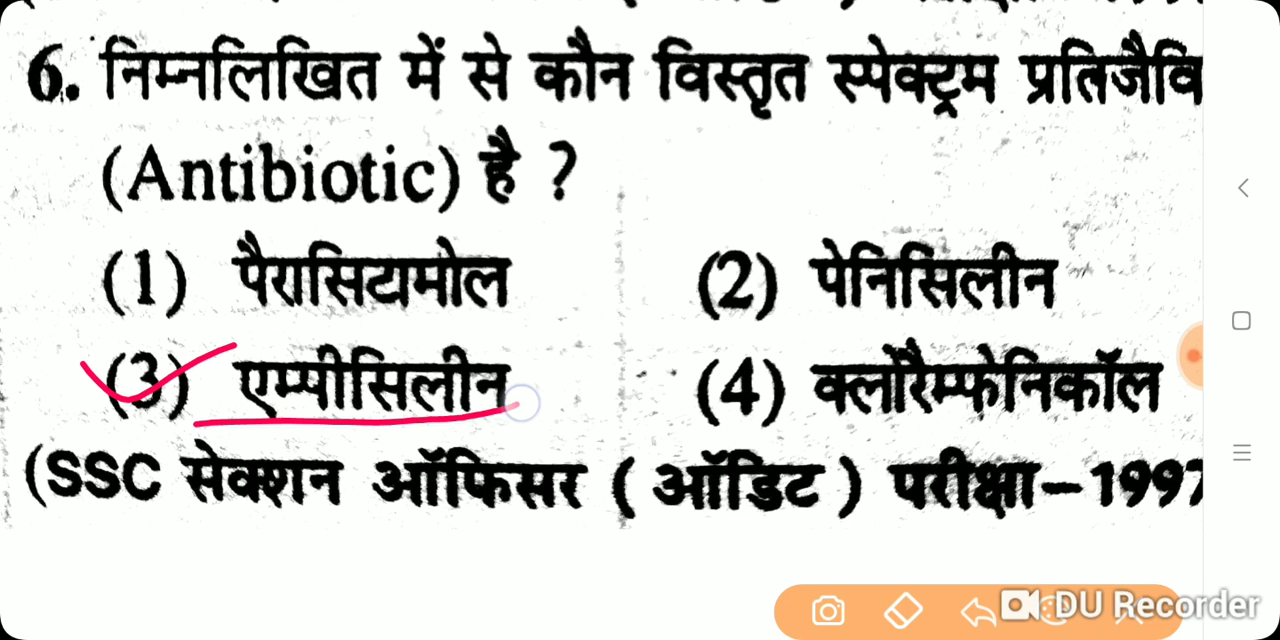 6. निम्नलिखित में से कौन विस्तृत स्पेक्ट्रम प्रतिजैवि
(Antibiotic) है ?
(1) पैरासिटामोल (2) पेनिसिलीन
(3) एम्पीसिलीन (4) क्लोरैम्फेनिकॉल
(SSC सेक्शन ऑफिसर ( ऑडिट ) परीक्षा–1997
DU Recorder